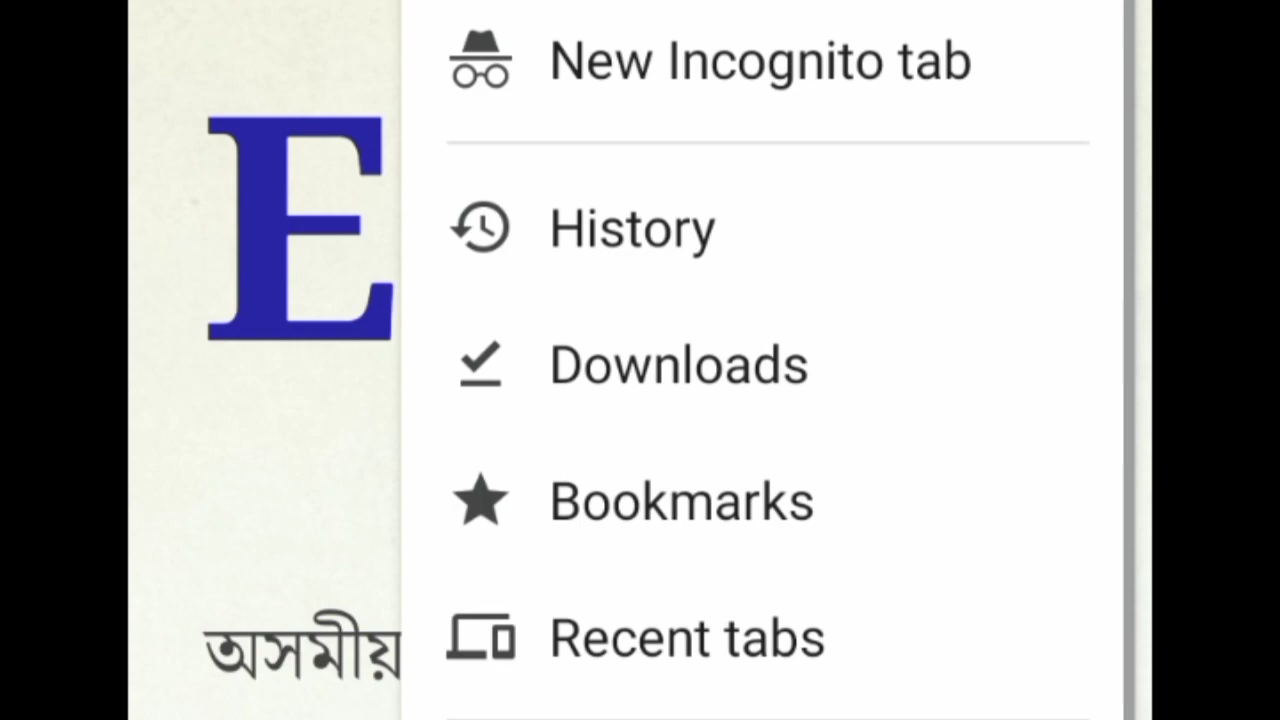 New Incognito tab
E
History
Downloads
Bookmarks
অসমীয়
Recent tabs